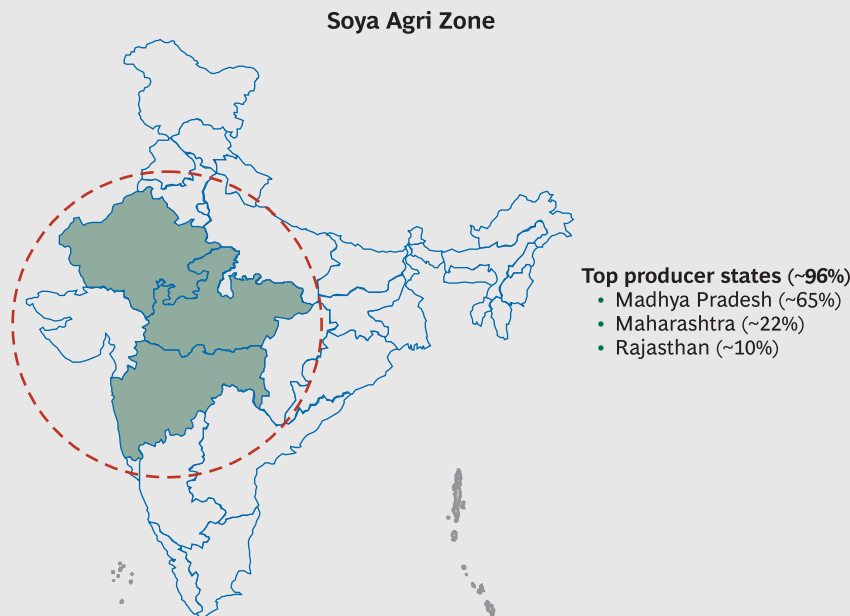 Soya Agri Zone
Top producer states (~96%)
• Madhya Pradesh (~65%)
• Maharashtra (~22%)
• Rajasthan (~10%)